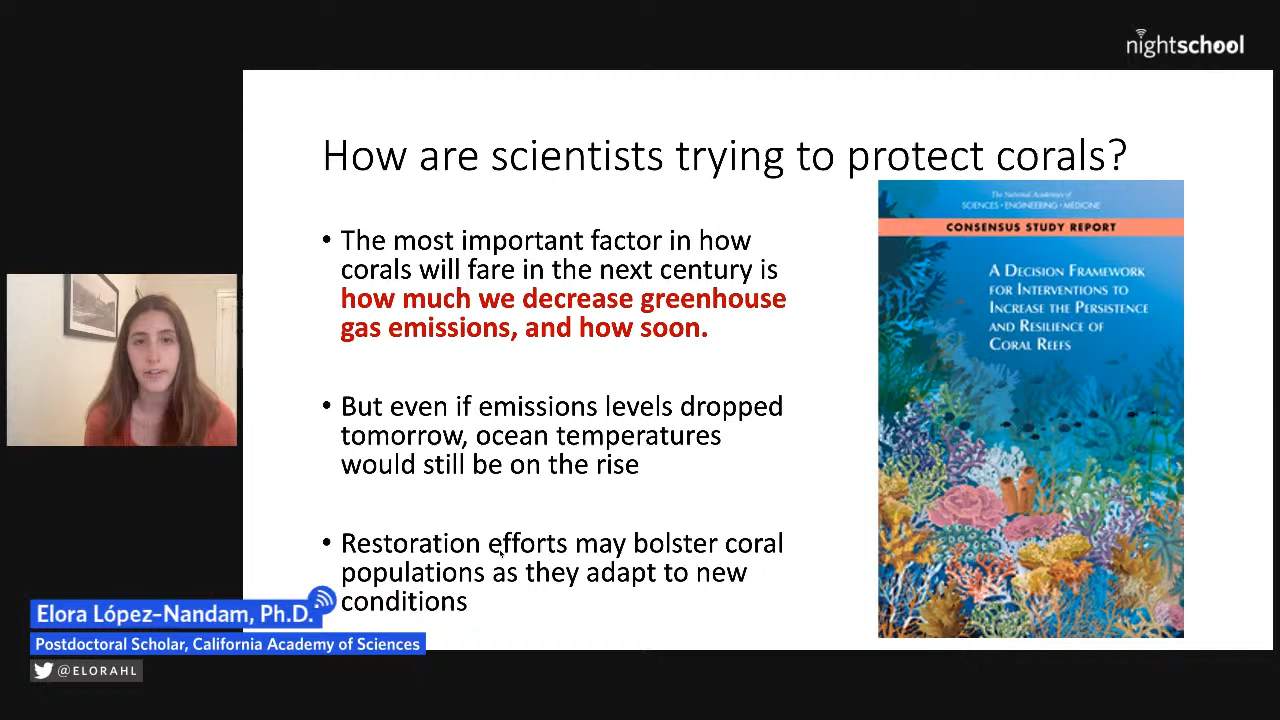 nightschool
How are scientists trying to protect corals?
• The most important factor in how
corals will fare in the next century is
how much we decrease greenhouse
gas emissions, and how soon.
• But even if emissions levels dropped
tomorrow, ocean temperatures
would still be on the rise
• Restoration efforts may bolster coral
populations as they adapt to new
conditions
The National Academies of
SCIENCES • ENGINEERING • MEDICINE
CONSENSUS STUDY REPORT
A DECISION FRAMEWORK
FOR INTERVENTIONS TO
INCREASE THE PERSISTENCE
AND RESILIENCE OF
CORAL REEFS
Elora López-Nandam, Ph.D.
Postdoctoral Scholar, California Academy of Sciences
@ELORAHL